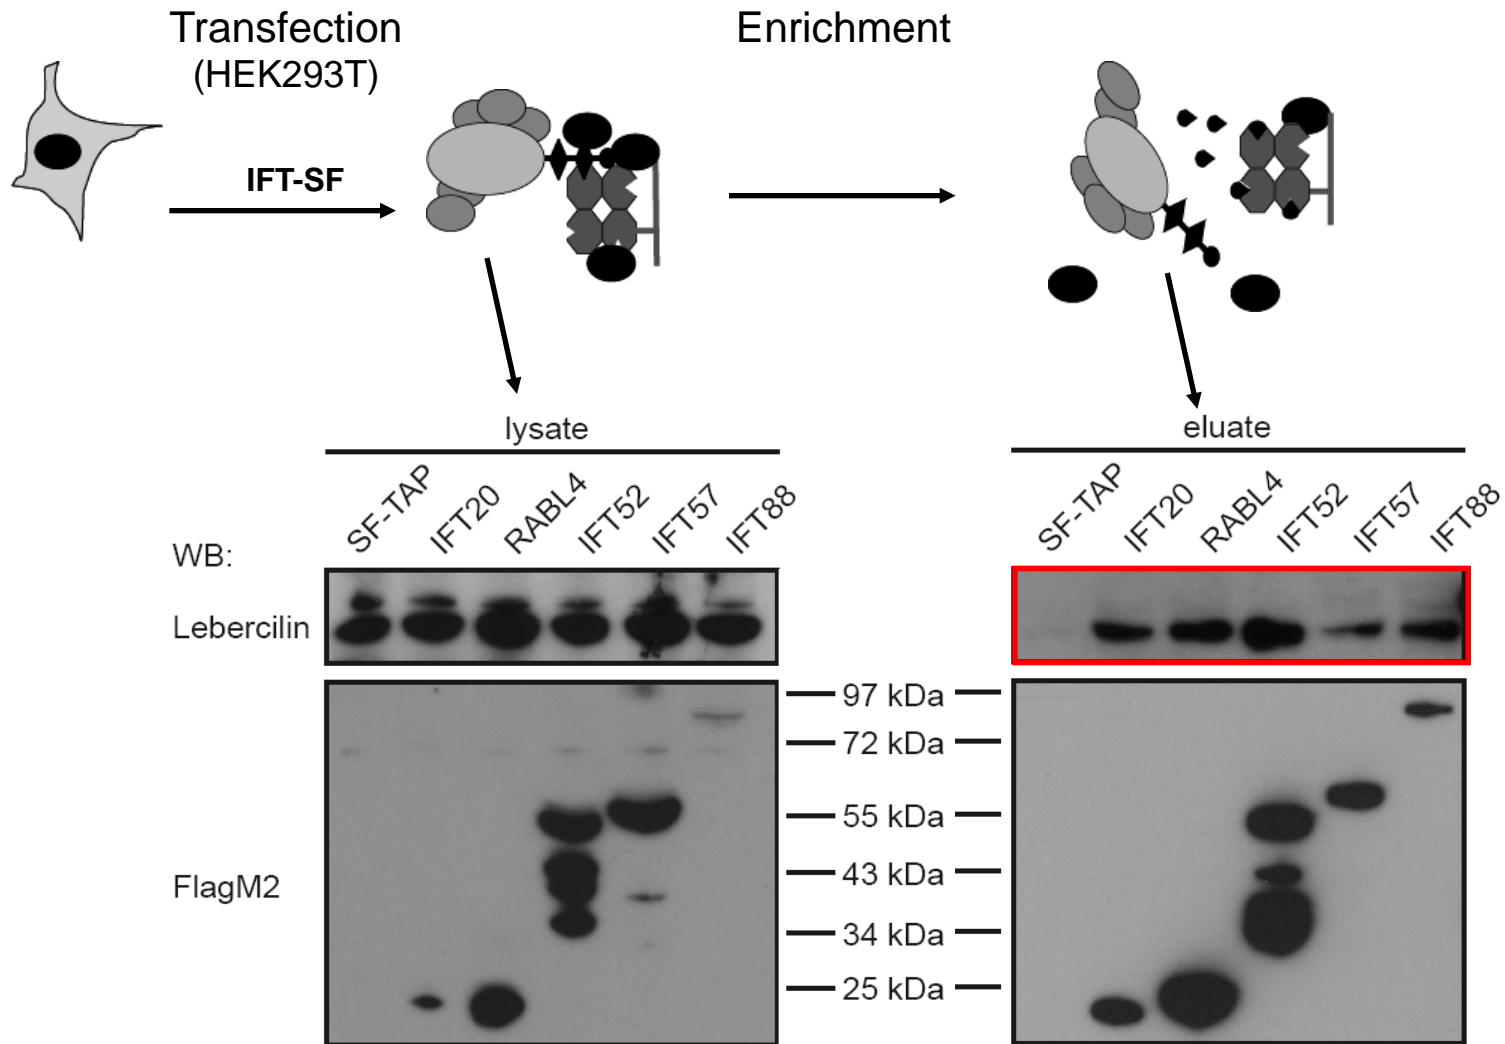 Transfection
(HEK293T)
Enrichment
IFT-SF
lysate
eluate
SF-TAP
IFT20
RABL4
IFT52
IFT57
IFT88
SF-TAP
IFT20
RABL4
IFT52
IFT57
IFT88
WB:
Lebercilin
97 kDa
72 kDa
55 kDa
43 kDa
FlagM2
34 kDa
25 kDa